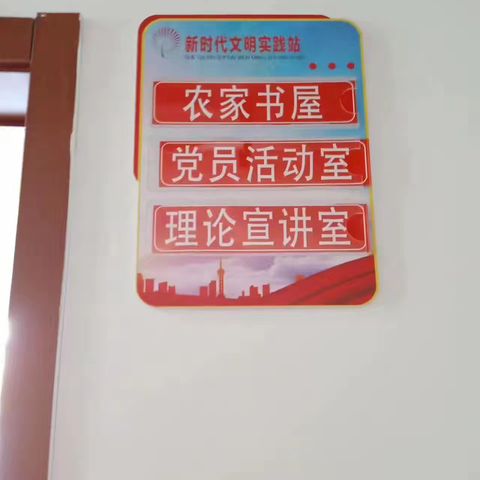 新时代文明实践站
农家书屋
党员活动室
理论宣讲室